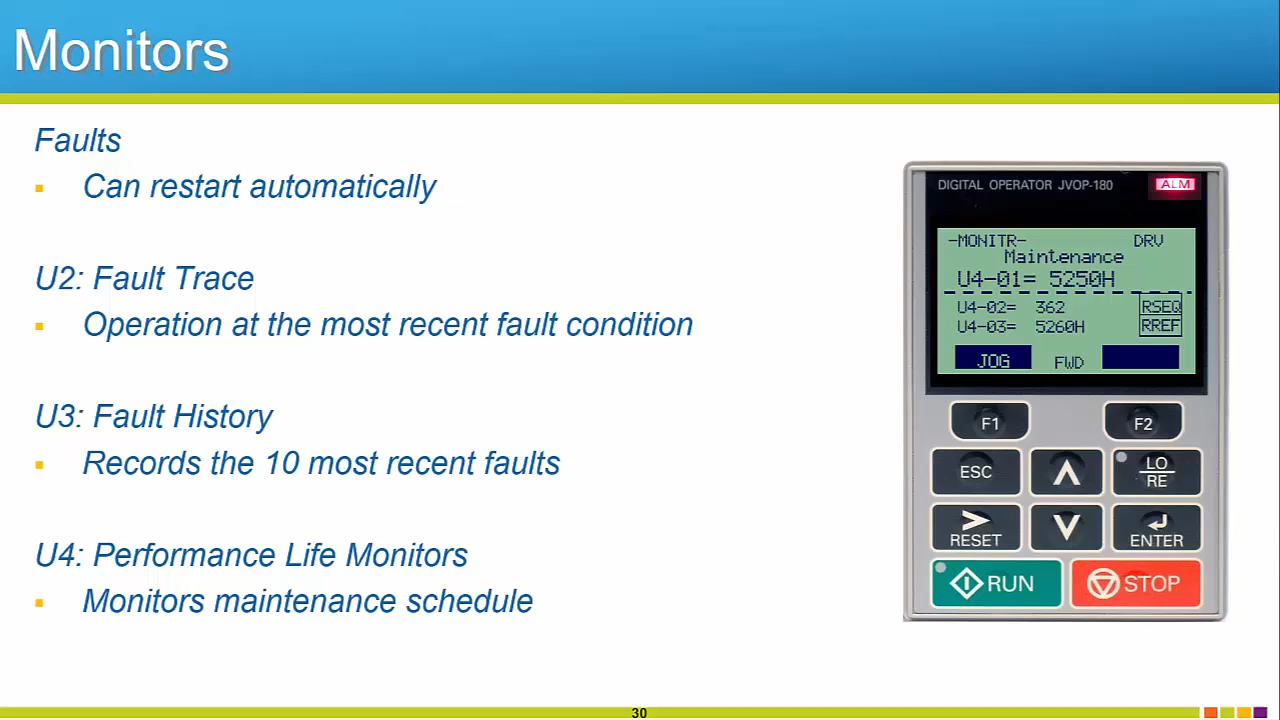 Monitors
Faults
Can restart automatically
U2: Fault Trace
Operation at the most recent fault condition
U3: Fault History
Records the 10 most recent faults
U4: Performance Life Monitors
Monitors maintenance schedule
DIGITAL OPERATOR JVOP-180 ALM
-MONITR- DRV
Maintenance
U4-01= 5250H
U4-02= 362 RSEQ
U4-03= 5260H RREF
JOG FWD
F1 F2
ESC LO
RE
RESET ENTER
RUN STOP
30